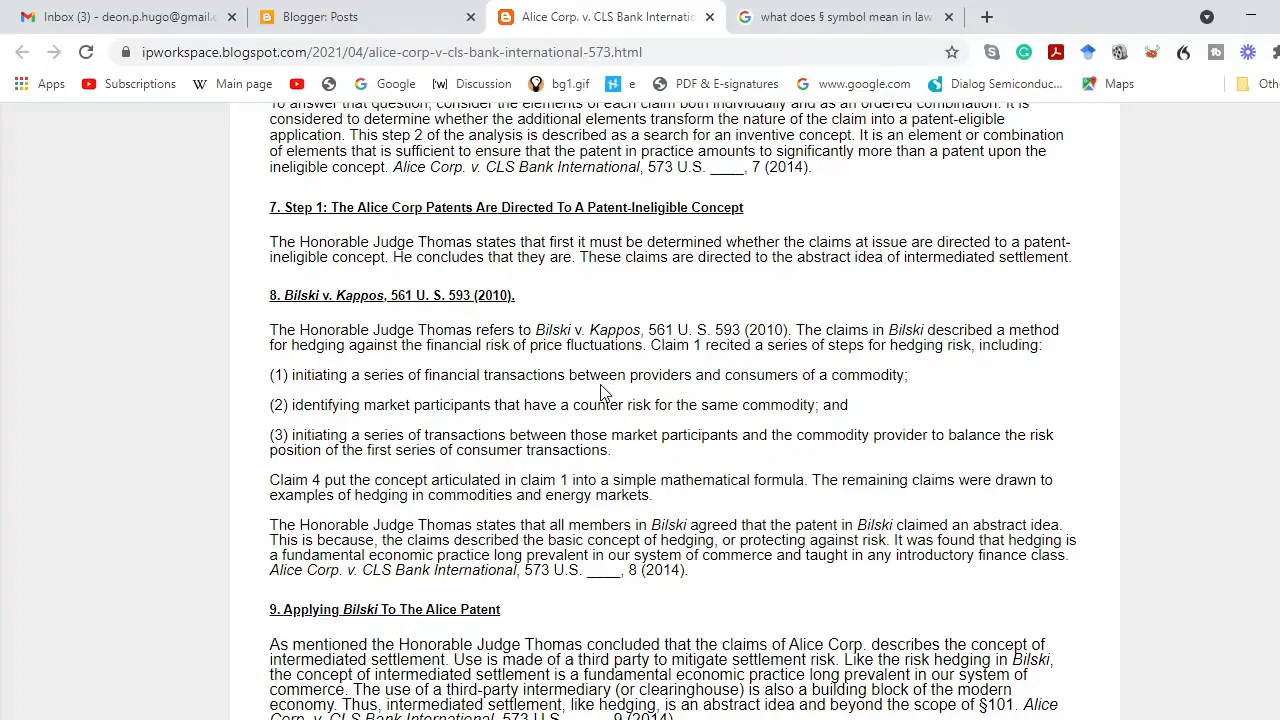 Inbox (3) - deon.p.hugo@gmail.c
Blogger: Posts
Alice Corp. v. CLS Bank Internatio
what does § symbol mean in law
ipworkspace.blogspot.com/2021/04/alice-corp-v-cls-bank-international-573.html
Apps
Subscriptions
W Main page
Google
[W] Discussion
bg1.gif
e
PDF & E-signatures
www.google.com
Dialog Semiconduc...
Maps
Othe
To answer that question, consider the elements of each claim both individually and as an ordered combination. It is
considered to determine whether the additional elements transform the nature of the claim into a patent-eligible
application. This step 2 of the analysis is described as a search for an inventive concept. It is an element or combination
of elements that is sufficient to ensure that the patent in practice amounts to significantly more than a patent upon the
ineligible concept. Alice Corp. v. CLS Bank International, 573 U.S. ____, 7 (2014).
7. Step 1: The Alice Corp Patents Are Directed To A Patent-Ineligible Concept
The Honorable Judge Thomas states that first it must be determined whether the claims at issue are directed to a patent-
ineligible concept. He concludes that they are. These claims are directed to the abstract idea of intermediated settlement.
8. Bilski v. Kappos, 561 U. S. 593 (2010).
The Honorable Judge Thomas refers to Bilski v. Kappos, 561 U. S. 593 (2010). The claims in Bilski described a method
for hedging against the financial risk of price fluctuations. Claim 1 recited a series of steps for hedging risk, including:
(1) initiating a series of financial transactions between providers and consumers of a commodity;
(2) identifying market participants that have a counter risk for the same commodity; and
(3) initiating a series of transactions between those market participants and the commodity provider to balance the risk
position of the first series of consumer transactions.
Claim 4 put the concept articulated in claim 1 into a simple mathematical formula. The remaining claims were drawn to
examples of hedging in commodities and energy markets.
The Honorable Judge Thomas states that all members in Bilski agreed that the patent in Bilski claimed an abstract idea.
This is because, the claims described the basic concept of hedging, or protecting against risk. It was found that hedging is
a fundamental economic practice long prevalent in our system of commerce and taught in any introductory finance class.
Alice Corp. v. CLS Bank International, 573 U.S. ____, 8 (2014).
9. Applying Bilski To The Alice Patent
As mentioned the Honorable Judge Thomas concluded that the claims of Alice Corp. describes the concept of
intermediated settlement. Use is made of a third party to mitigate settlement risk. Like the risk hedging in Bilski,
the concept of intermediated settlement is a fundamental economic practice long prevalent in our system of
commerce. The use of a third-party intermediary (or clearinghouse) is also a building block of the modern
economy. Thus, intermediated settlement, like hedging, is an abstract idea and beyond the scope of §101. Alice
Corp. v. CLS Bank International, 573 U.S. ____, 9 (2014).